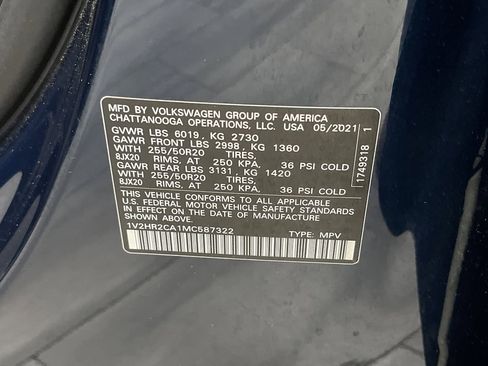 MFD BY VOLKSWAGEN GROUP OF AMERICA
CHATTANOOGA OPERATIONS, LLC. USA 05/2021
GVWR LBS 6019, KG 2730
GAWR FRONT LBS 2998, KG 1360
WITH 255/50R20 TIRES,
8JX20 RIMS, AT 250 KPA. 36 PSI COLD
GAWR REAR LBS 3131, KG 1420
WITH 255/50R20 TIRES,
8JX20 RIMS, AT 250 KPA. 36 PSI COLD
THIS VEHICLE CONFORMS TO ALL APPLICABLE
U.S. FEDERAL MOTOR VEHICLE SAFETY STANDARDS
IN EFFECT ON THE DATE OF MANUFACTURE
SHOWN ABOVE.
1V2HR2CA1MC587322 TYPE: MPV
1749318 1